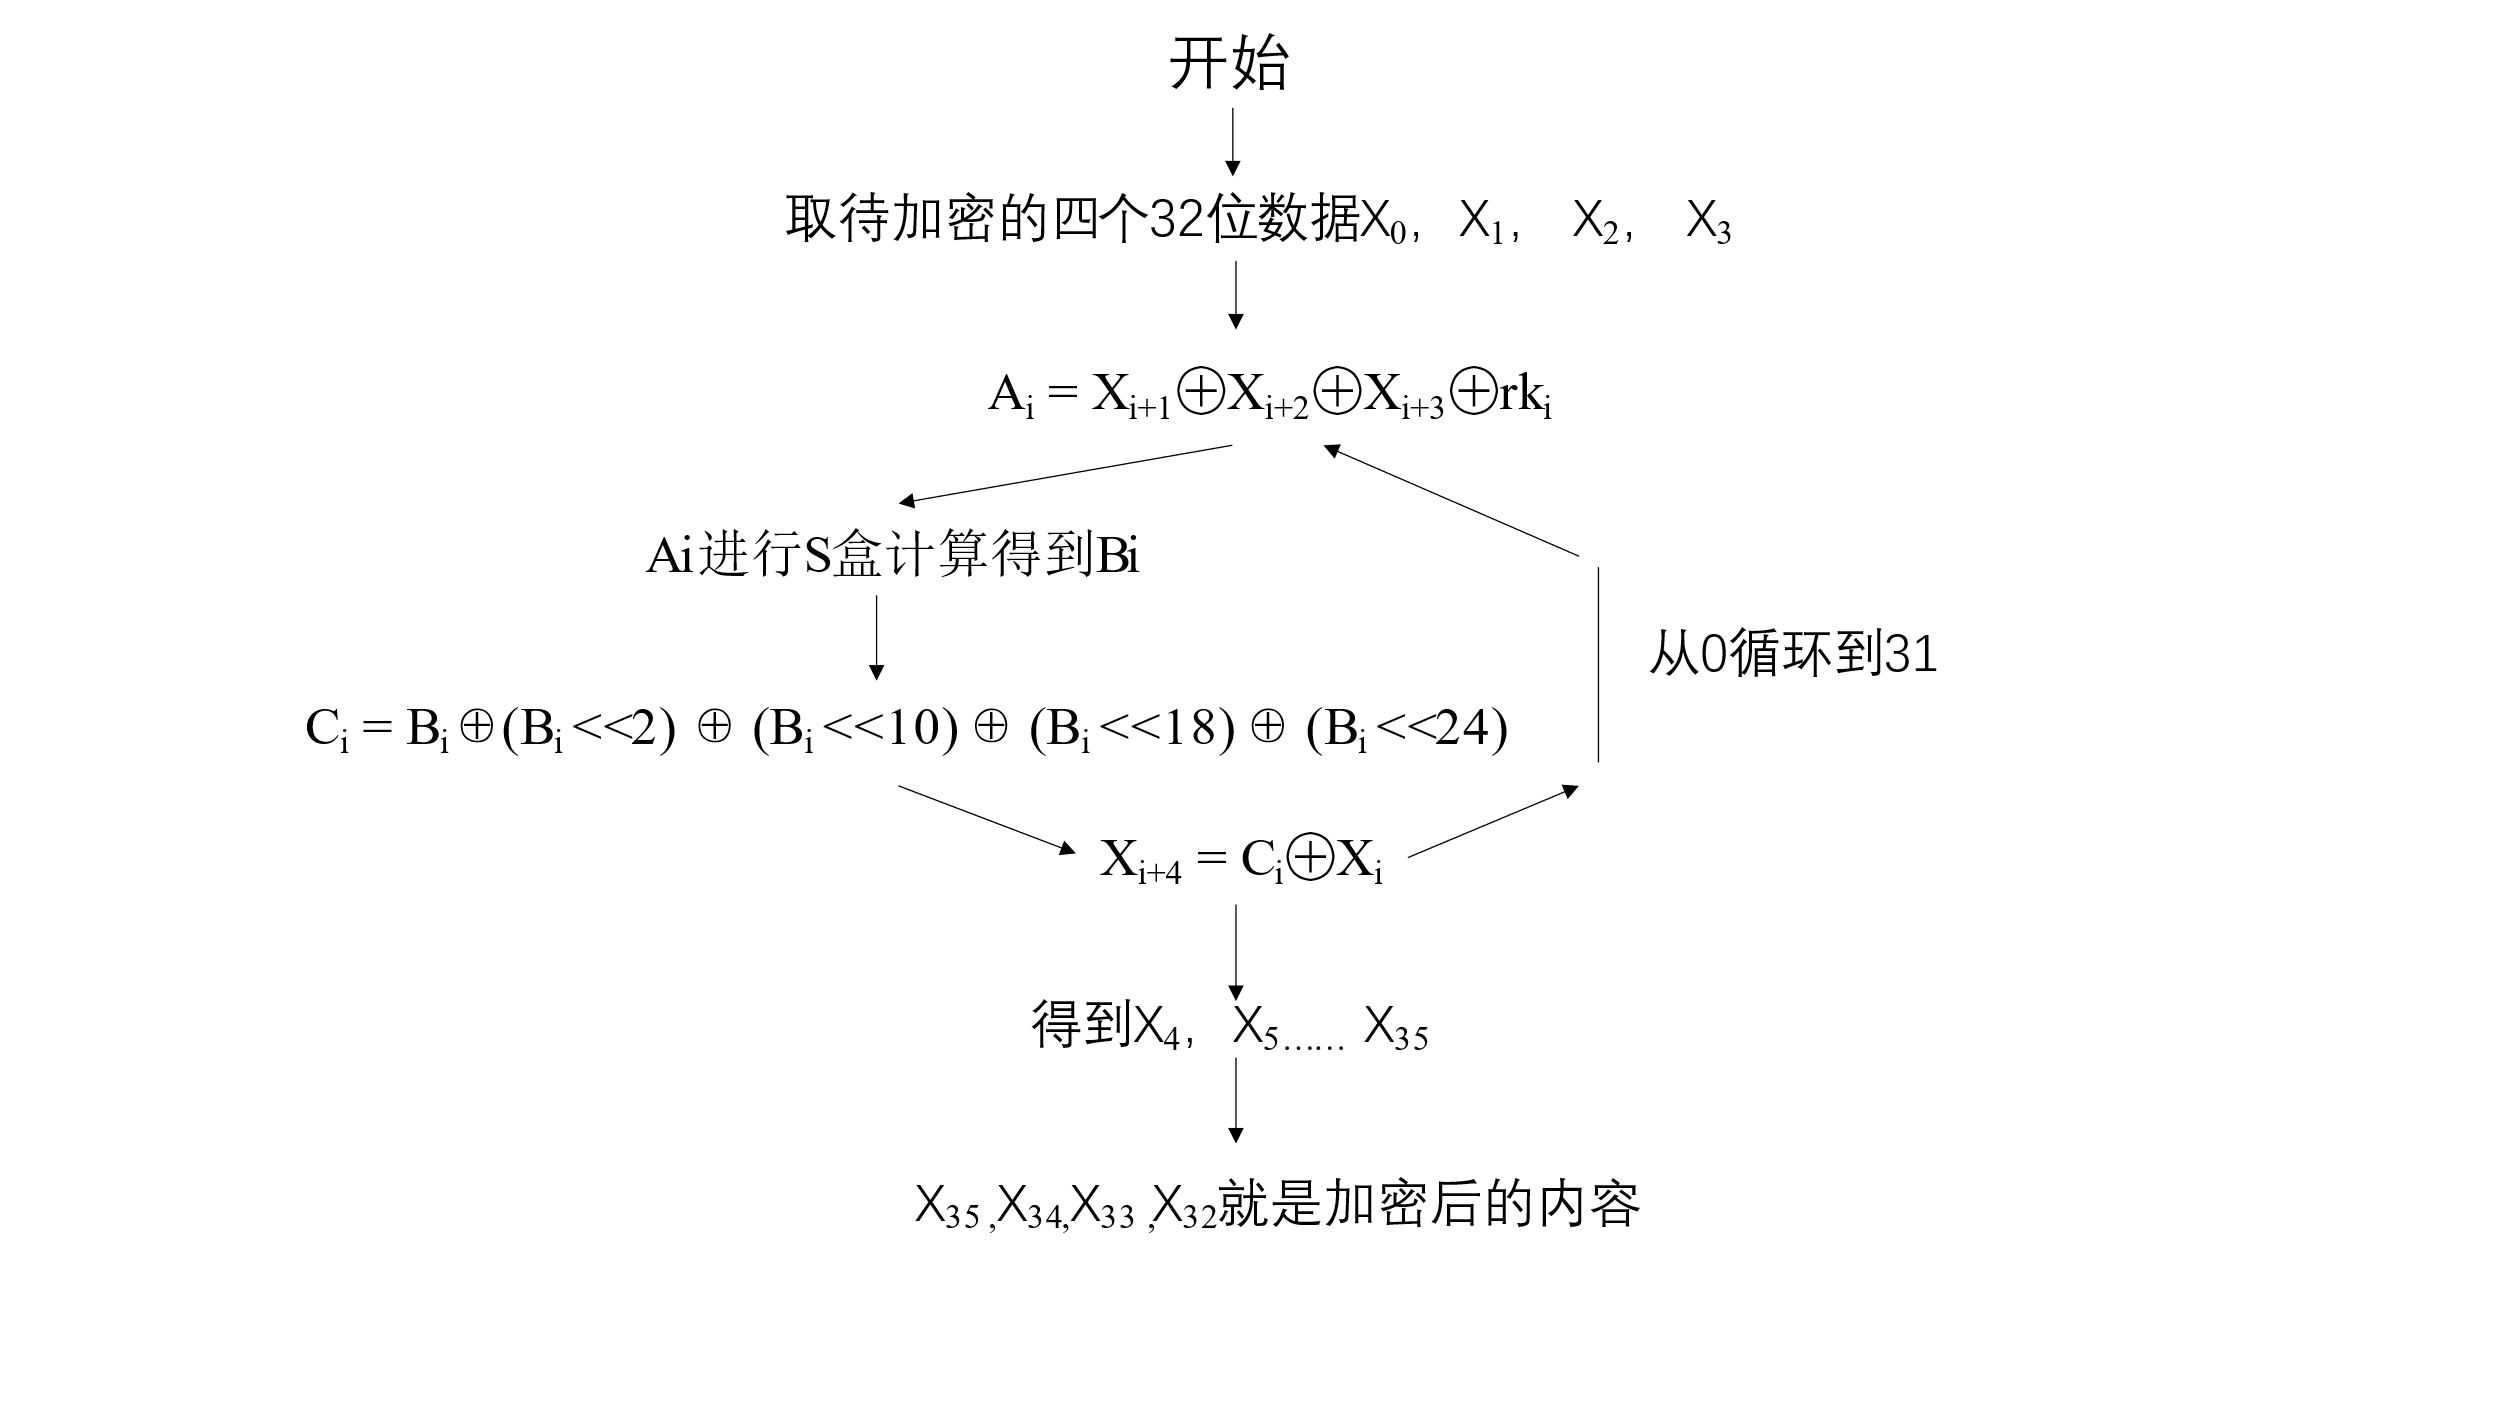 开始
取待加密的四个32位数据X₀， X₁， X₂， X₃
Aᵢ = Xᵢ₊₁⊕Xᵢ₊₂⊕Xᵢ₊₃⊕rkᵢ
Ai进行S盒计算得到Bi
从0循环到31
Cᵢ = Bᵢ⊕(Bᵢ<<2) ⊕ (Bᵢ<<10) ⊕ (Bᵢ<<18) ⊕ (Bᵢ<<24)
Xᵢ₊₄ = Cᵢ⊕Xᵢ
得到X₄， X₅…… X₃₅
X₃₅,X₃₄,X₃₃,X₃₂就是加密后的内容